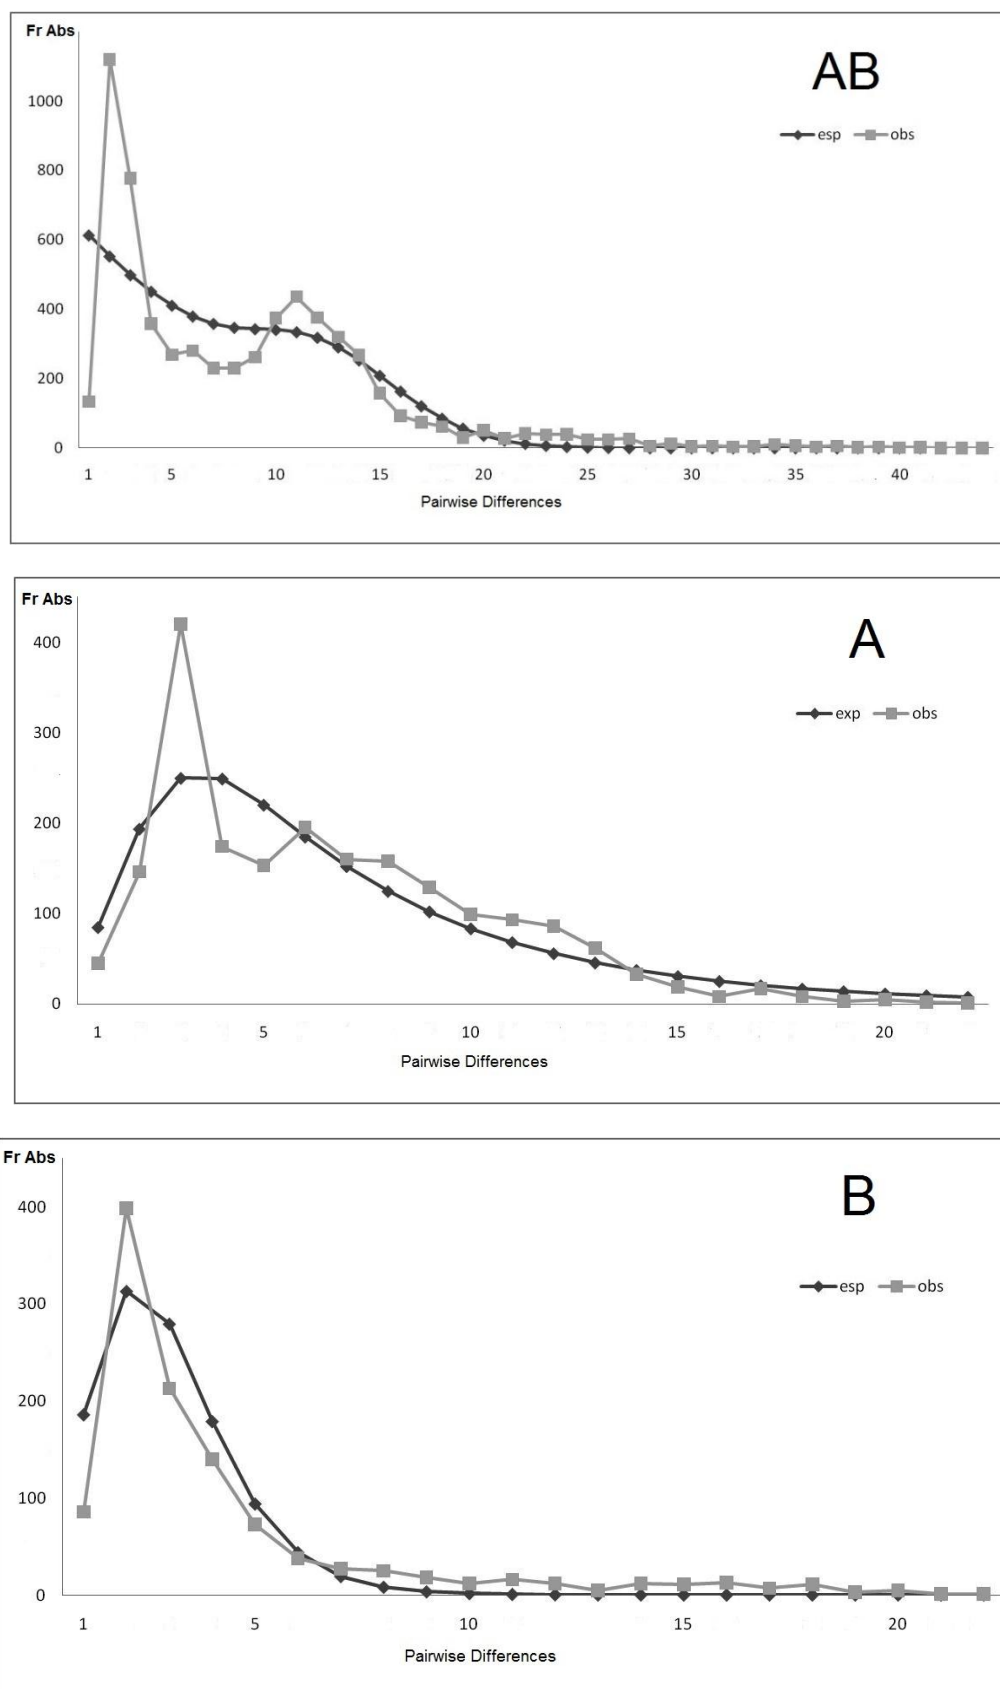 Fr Abs
AB
esp obs
1000
800
600
400
200
0
1 5 10 15 20 25 30 35 40
Pairwise Differences
Fr Abs
A
exp obs
400
300
200
100
0
1 5 10 15 20
Pairwise Differences
Fr Abs
B
esp obs
400
300
200
100
0
1 5 10 15 20
Pairwise Differences